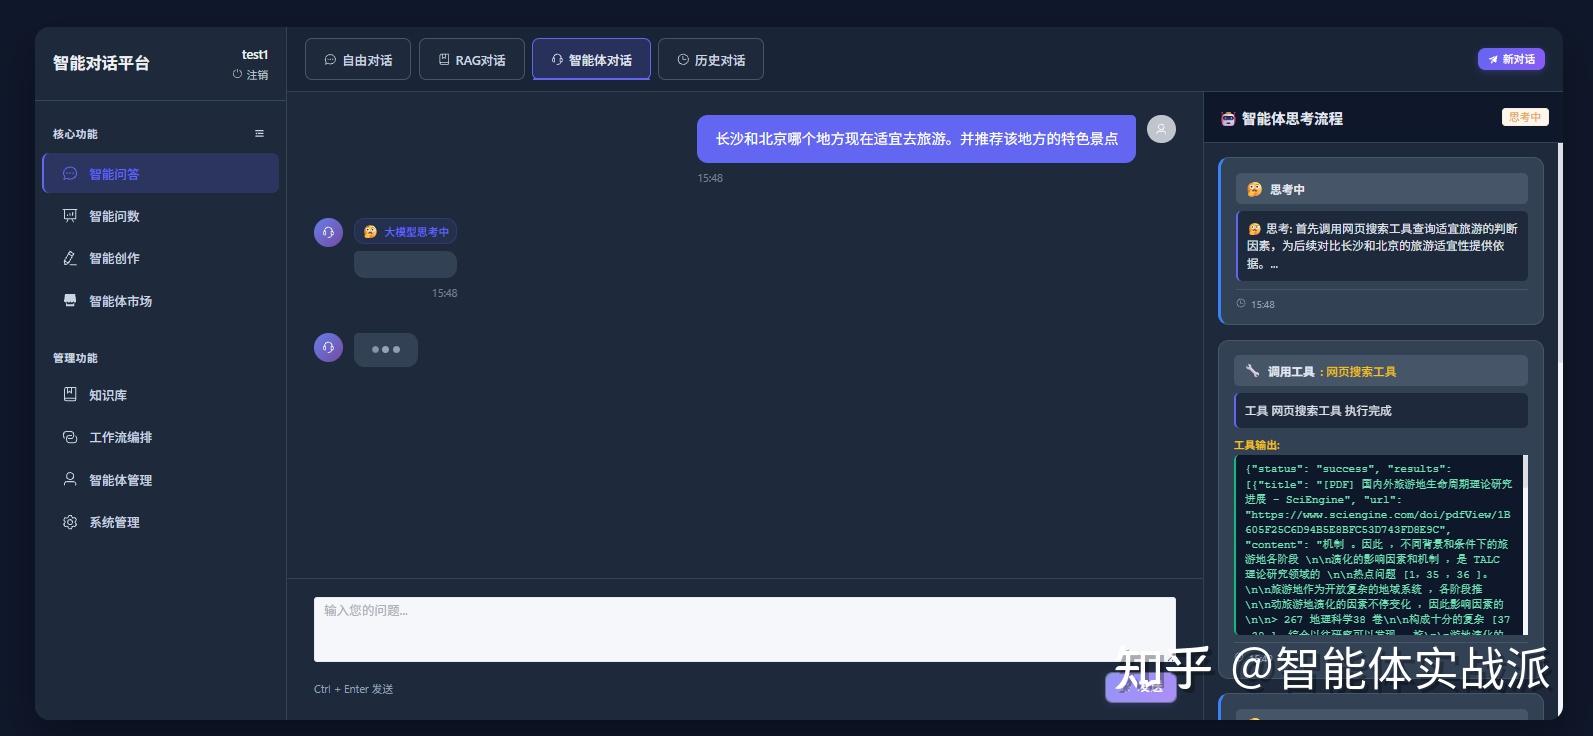 智能对话平台
test1
注销
核心功能
智能问答
智能问数
智能创作
智能体市场
管理功能
知识库
工作流编排
智能体管理
系统管理
自由对话
RAG对话
智能体对话
历史对话
新对话
长沙和北京哪个地方现在适宜去旅游。并推荐该地方的特色景点
15:48
大模型思考中
15:48
输入您的问题...
Ctrl + Enter 发送
发送
智能体思考流程
思考中
思考中
思考: 首先调用网页搜索工具查询适宜旅游的判断
因素，为后续对比长沙和北京的旅游适宜性提供依
据。...
15:48
调用工具 : 网页搜索工具
工具 网页搜索工具 执行完成
工具输出:
{"status": "success", "results":
[{"title": "[PDF] 国内外旅游地生命周期理论研究
进展 - SciEngine", "url":
"https://www.sciengine.com/doi/pdfView/1B
605F25C6D94B5E8BFC53D743FD8E9C",
"content": "机制 。因此 ，不同背景和条件下的旅
游地各阶段 \n\n演化的影响因素和机制 ，是 TALC
理论研究领域的 \n\n热点问题 [1，35 ，36 ]。
\n\n旅游地作为开放复杂的地域系统 ，各阶段推
\n\n动旅游地演化的因素不停变化 ，因此影响因素的
\n\n> 267 地理科学38 卷\n\n构成十分的复杂 [37
知乎 @智能体实战派